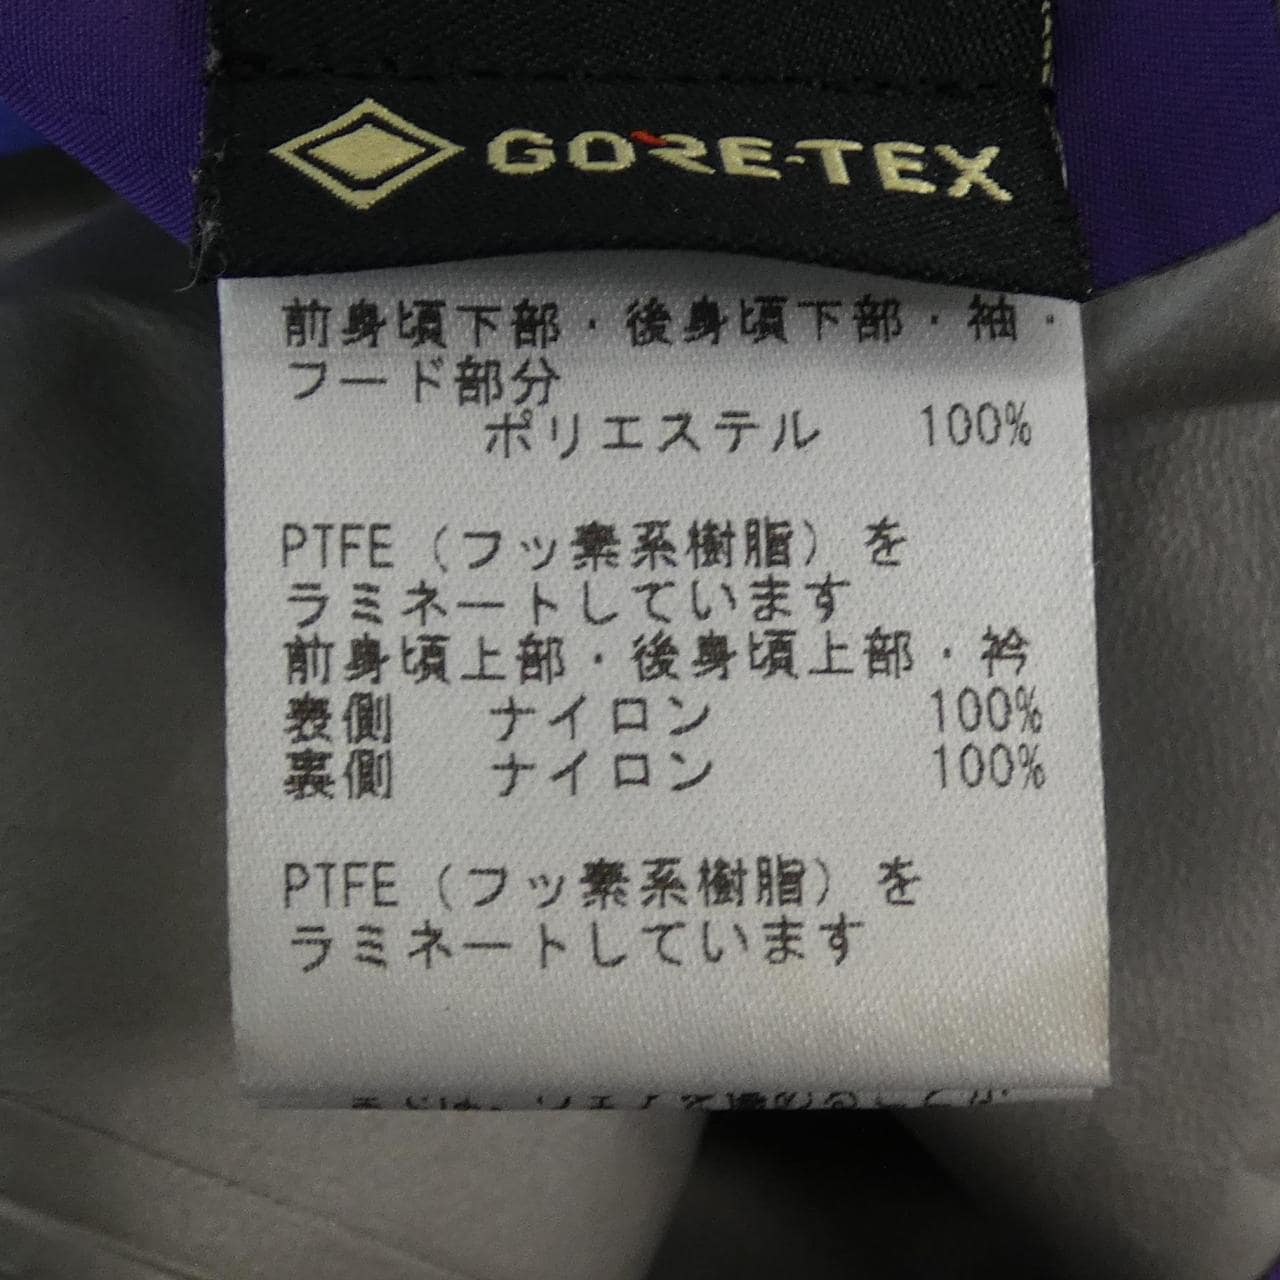 GORE-TEX
前身頃下部・後身頃下部・袖・
フード部分
ポリエステル 100%
PTFE（フッ素系樹脂）を
ラミネートしています
前身頃上部・後身頃上部・衿
表側 ナイロン 100%
裏側 ナイロン 100%
PTFE（フッ素系樹脂）を
ラミネートしています